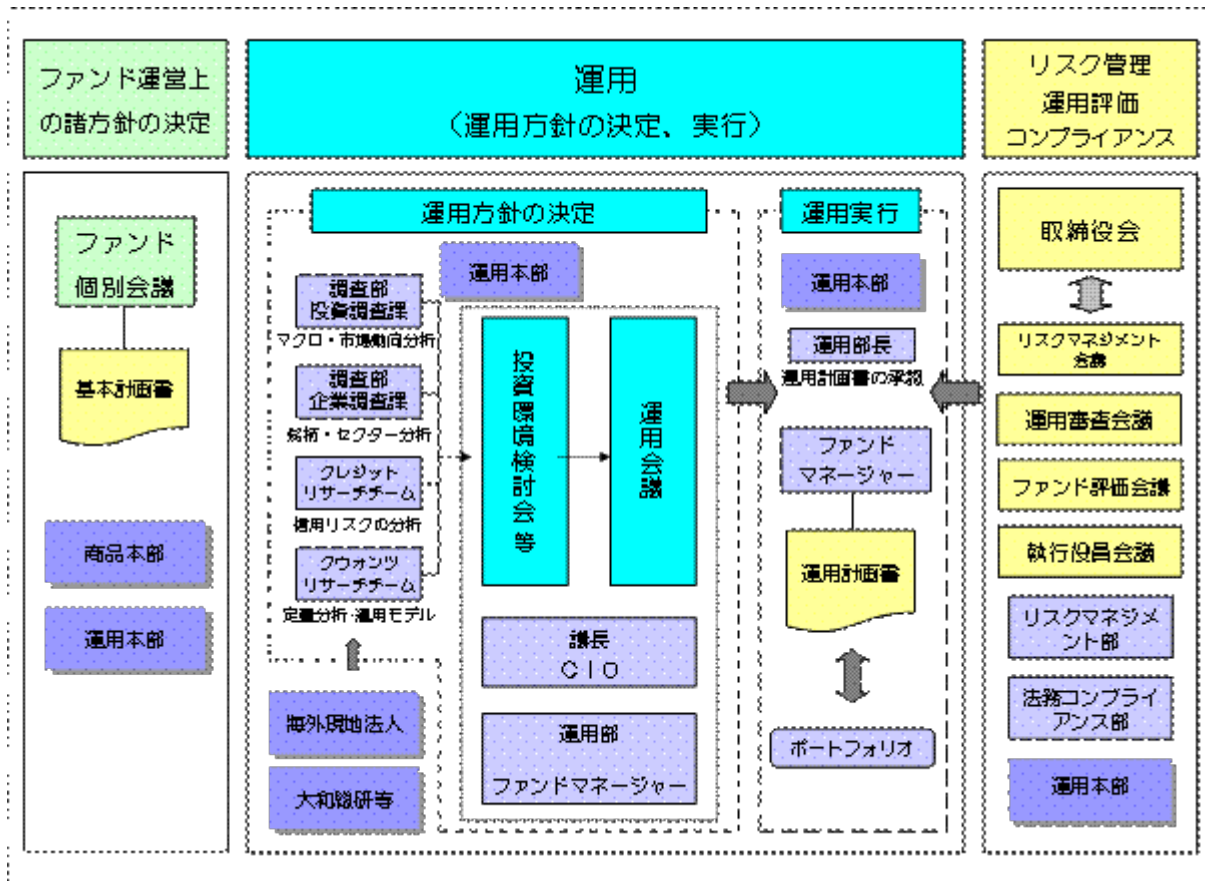 ファンド運営上
の諸方針の決定
運用
（運用方針の決定、実行）
リスク管理
運用評価
コンプライアンス
ファンド
個別会議
基本計画書
商品本部
運用本部
運用方針の決定
運用本部
調査部
投資調査課
マクロ・市場動向分析
調査部
企業調査課
銘柄・セクター分析
クレジット
リサーチチーム
信用リスクの分析
クウォンツ
リサーチチーム
定量分析・運用モデル
海外現地法人
大和総研等
投資環境検討会等
運用会議
議長
ＣＩＯ
運用部
ファンドマネージャー
運用実行
運用本部
運用部長
運用計画書の承認
ファンド
マネージャー
運用計画書
ポートフォリオ
取締役会
リスクマネジメント
会議
運用審査会議
ファンド評価会議
執行役員会議
リスクマネジメ
ント部
法務コンプライ
アンス部
運用本部